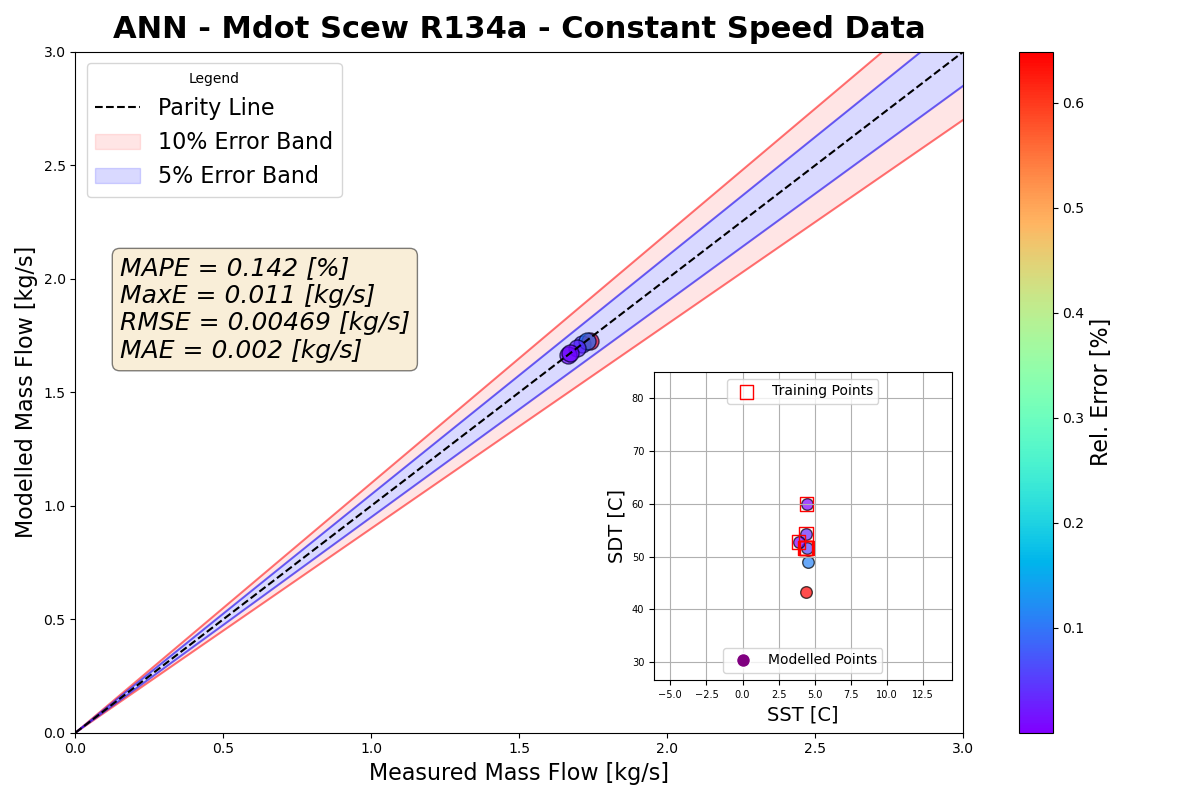 ANN - Mdot Scew R134a - Constant Speed Data
3.0
2.5
2.0
1.5
1.0
0.5
0.0
Modelled Mass Flow [kg/s]
Legend
Parity Line
10% Error Band
5% Error Band
MAPE = 0.142 [%]
MaxE = 0.011 [kg/s]
RMSE = 0.00469 [kg/s]
MAE = 0.002 [kg/s]
Training Points
80
70
60
50
40
30
SDT [C]
Modelled Points
−5.0 −2.5 0.0 2.5 5.0 7.5 10.0 12.5
SST [C]
0.0 0.5 1.0 1.5 2.0 2.5 3.0
Measured Mass Flow [kg/s]
0.6
0.5
0.4
0.3
0.2
0.1
Rel. Error [%]